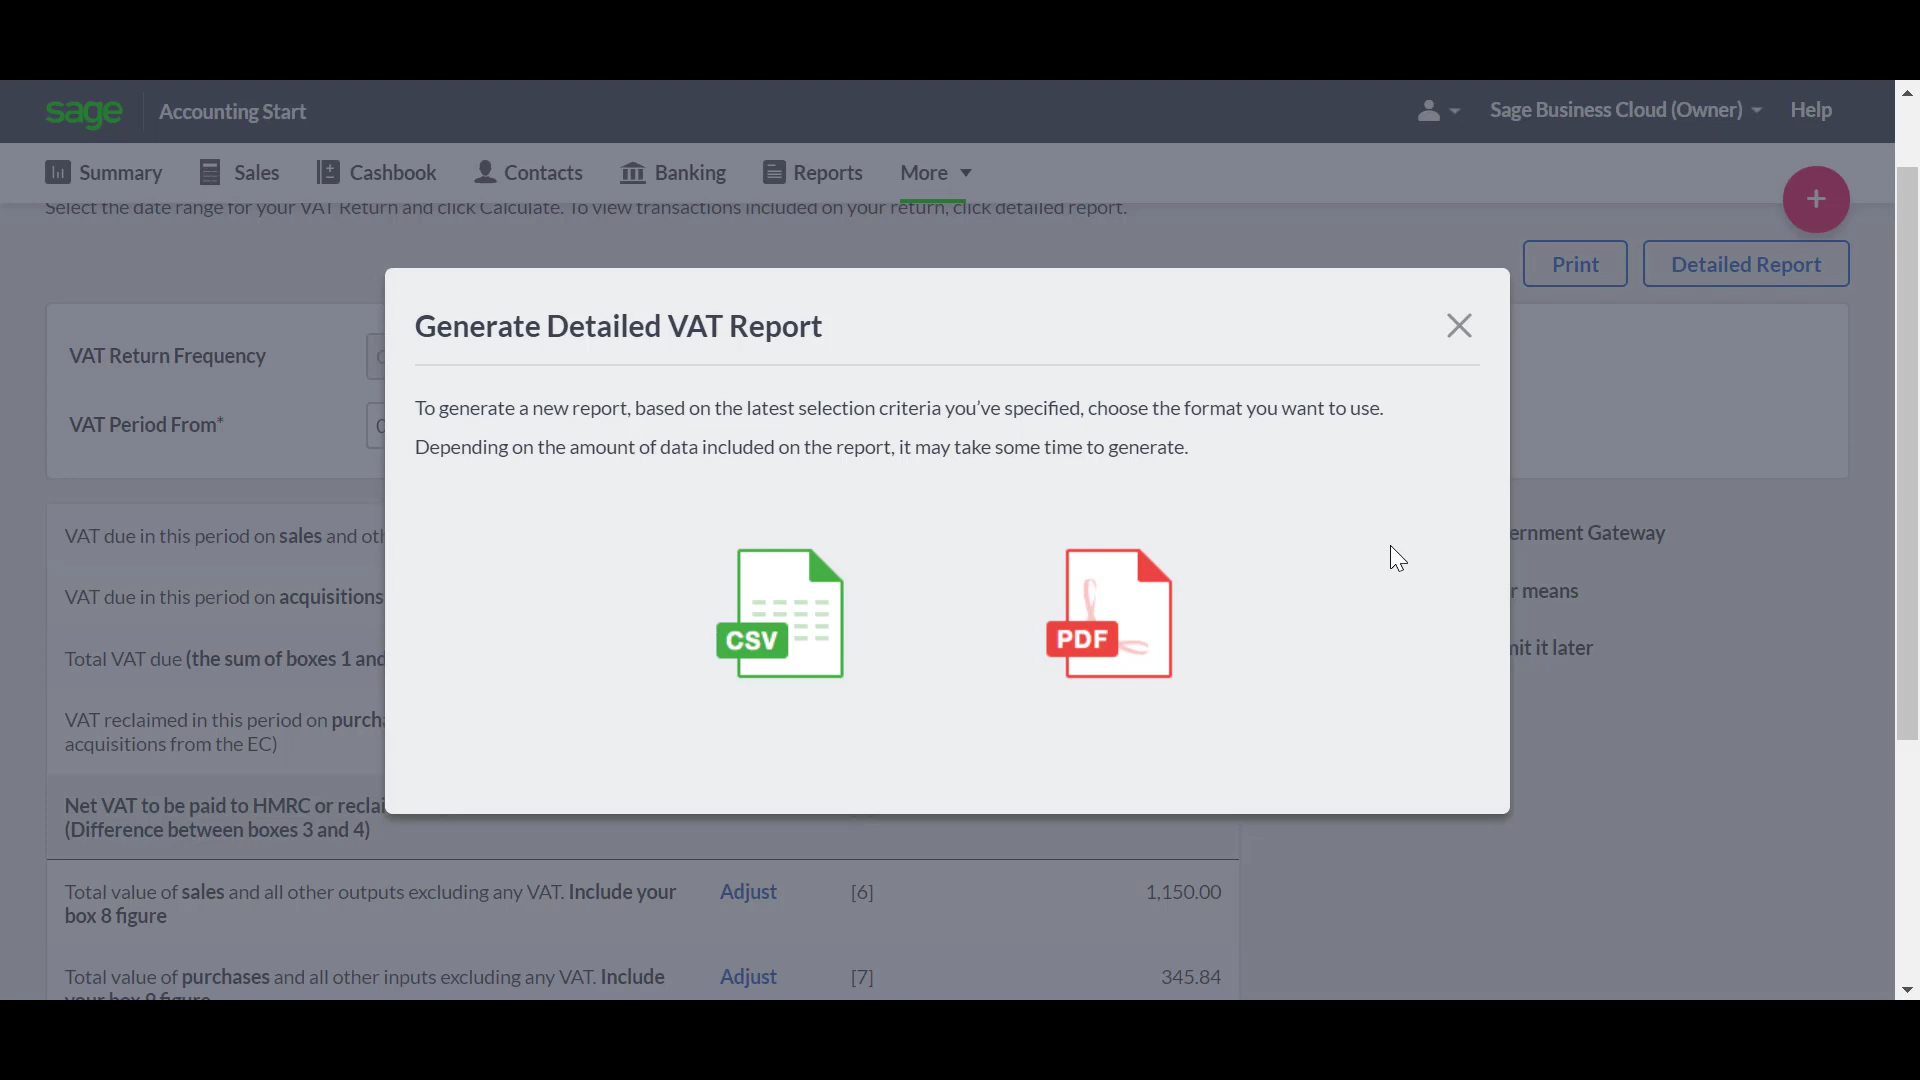 sage Accounting Start Sage Business Cloud (Owner) Help
Summary Sales Cashbook Contacts Banking Reports More
Select the date range for your VAT Return and click Calculate. To view transactions included on your return, click detailed report.
+
Print Detailed Report
Generate Detailed VAT Report
VAT Return Frequency
To generate a new report, based on the latest selection criteria you've specified, choose the format you want to use.
VAT Period From*
Depending on the amount of data included on the report, it may take some time to generate.
VAT due in this period on sales and
ernment Gateway
VAT due in this period on acquisitions
means
CSV PDF
Total VAT due (the sum of boxes 1 and
it later
VAT reclaimed in this period on
acquisitions from the EC)
Net VAT to be paid to HMRC or
(Difference between boxes 3 and 4)
Total value of sales and all other outputs excluding any VAT. Include your Adjust [6] 1,150.00
box 8 figure
Total value of purchases and all other inputs excluding any VAT. Include Adjust [7] 345.84
your box 9 figure